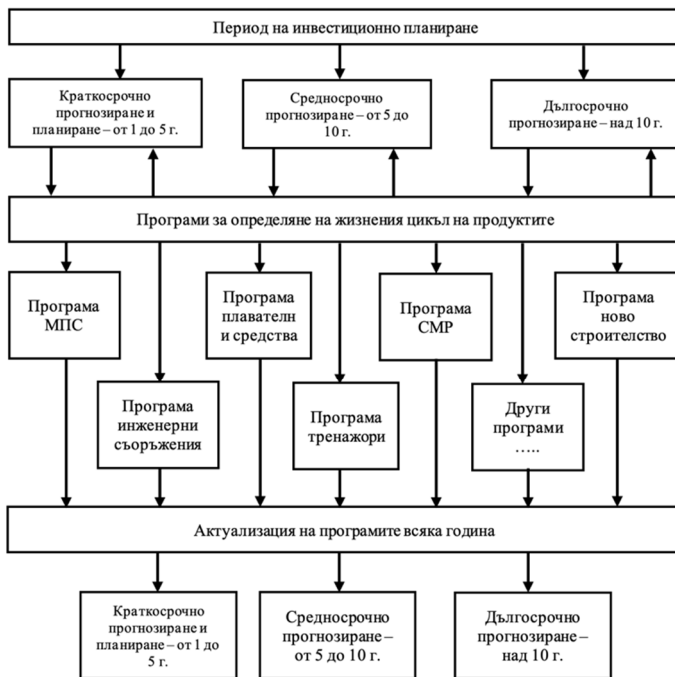 Период на инвестиционно планиране
Краткосрочно
прогнозиране и
планиране – от 1 до 5 г.
Средносрочно
прогнозиране – от 5 до
10 г.
Дългосрочно
прогнозиране – над 10 г.
Програми за определяне на жизнения цикъл на продуктите
Програма
МПС
Програма
плавателн
и средства
Програма
СМР
Програма
ново
строителство
Програма
инженерни
съоръжения
Програма
тренажори
Други
програми
…..
Актуализация на програмите всяка година
Краткосрочно
прогнозиране и
планиране – от 1 до
5 г.
Средносрочно
прогнозиране –
от 5 до 10 г.
Дългосрочно
прогнозиране –
над 10 г.